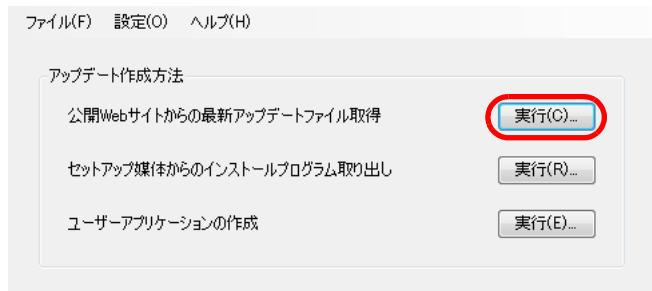 ファイル(F) 設定(O) ヘルプ(H)
アップデート作成方法
公開Webサイトからの最新アップデートファイル取得 実行(C)...
セットアップ媒体からのインストールプログラム取り出し 実行(R)...
ユーザーアプリケーションの作成 実行(E)...